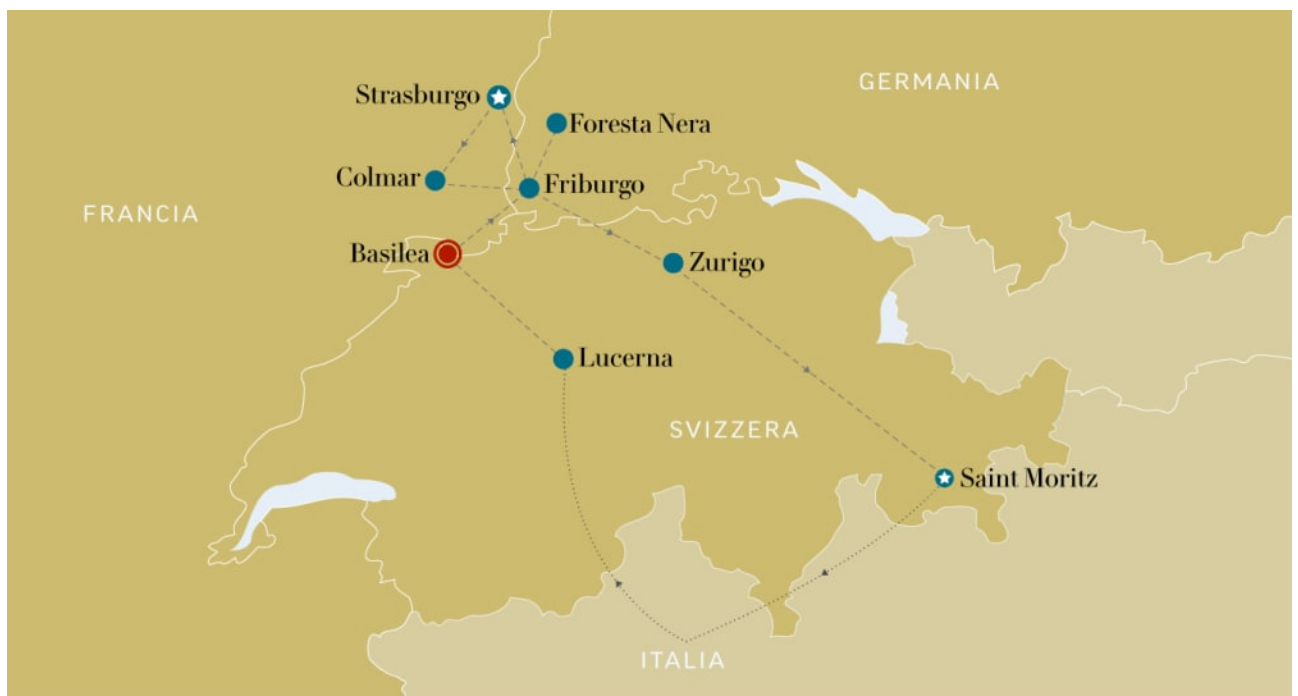 GERMANIA
Strasburgo
Foresta Nera
Colmar
Friburgo
FRANCIA
Basilea
Zurigo
Lucerna
SVIZZERA
Saint Moritz
ITALIA